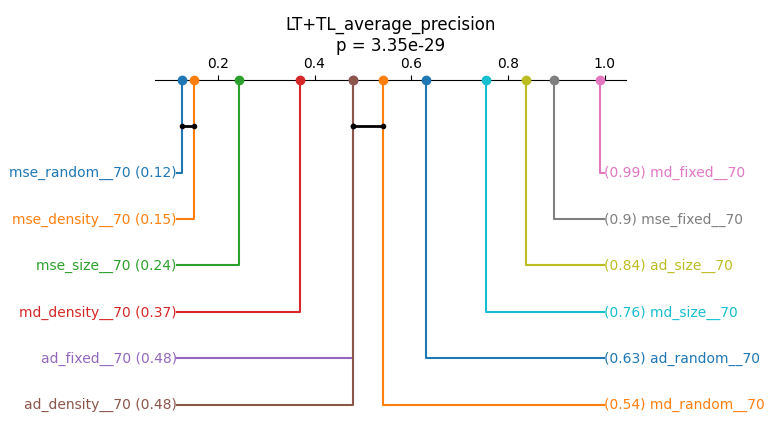 LT+TL_average_precision
p = 3.35e-29
0.2 0.4 0.6 0.8 1.0
mse_random__70 (0.12)
(0.99) md_fixed__70
mse_density__70 (0.15)
(0.9) mse_fixed__70
mse_size__70 (0.24)
(0.84) ad_size__70
md_density__70 (0.37)
(0.76) md_size__70
ad_fixed__70 (0.48)
(0.63) ad_random__70
ad_density__70 (0.48)
(0.54) md_random__70